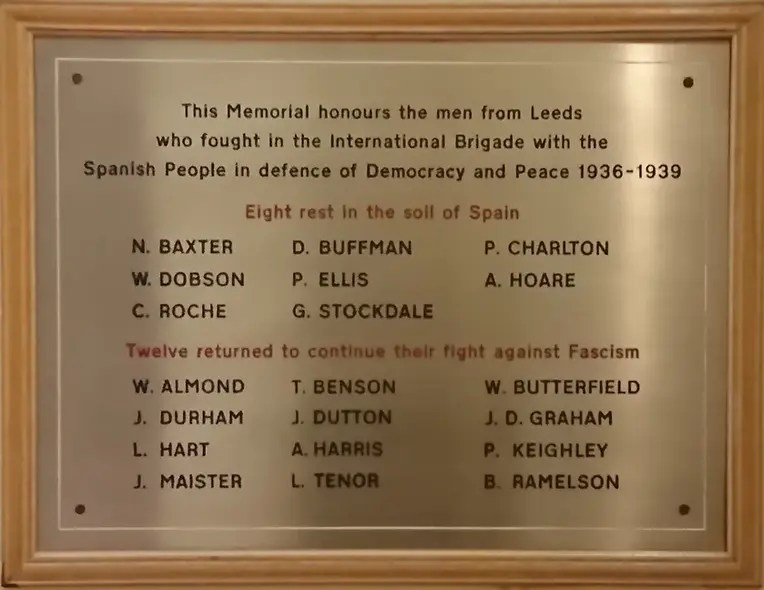 This Memorial honours the men from Leeds
who fought in the International Brigade with the
Spanish People in defence of Democracy and Peace 1936-1939
Eight rest in the soil of Spain
N. BAXTER D. BUFFMAN P. CHARLTON
W. DOBSON P. ELLIS A. HOARE
C. ROCHE G. STOCKDALE
Twelve returned to continue their fight against Fascism
W. ALMOND T. BENSON W. BUTTERFIELD
J. DURHAM J. DUTTON J. D. GRAHAM
L. HART A. HARRIS P. KEIGHLEY
J. MAISTER L. TENOR B. RAMELSON